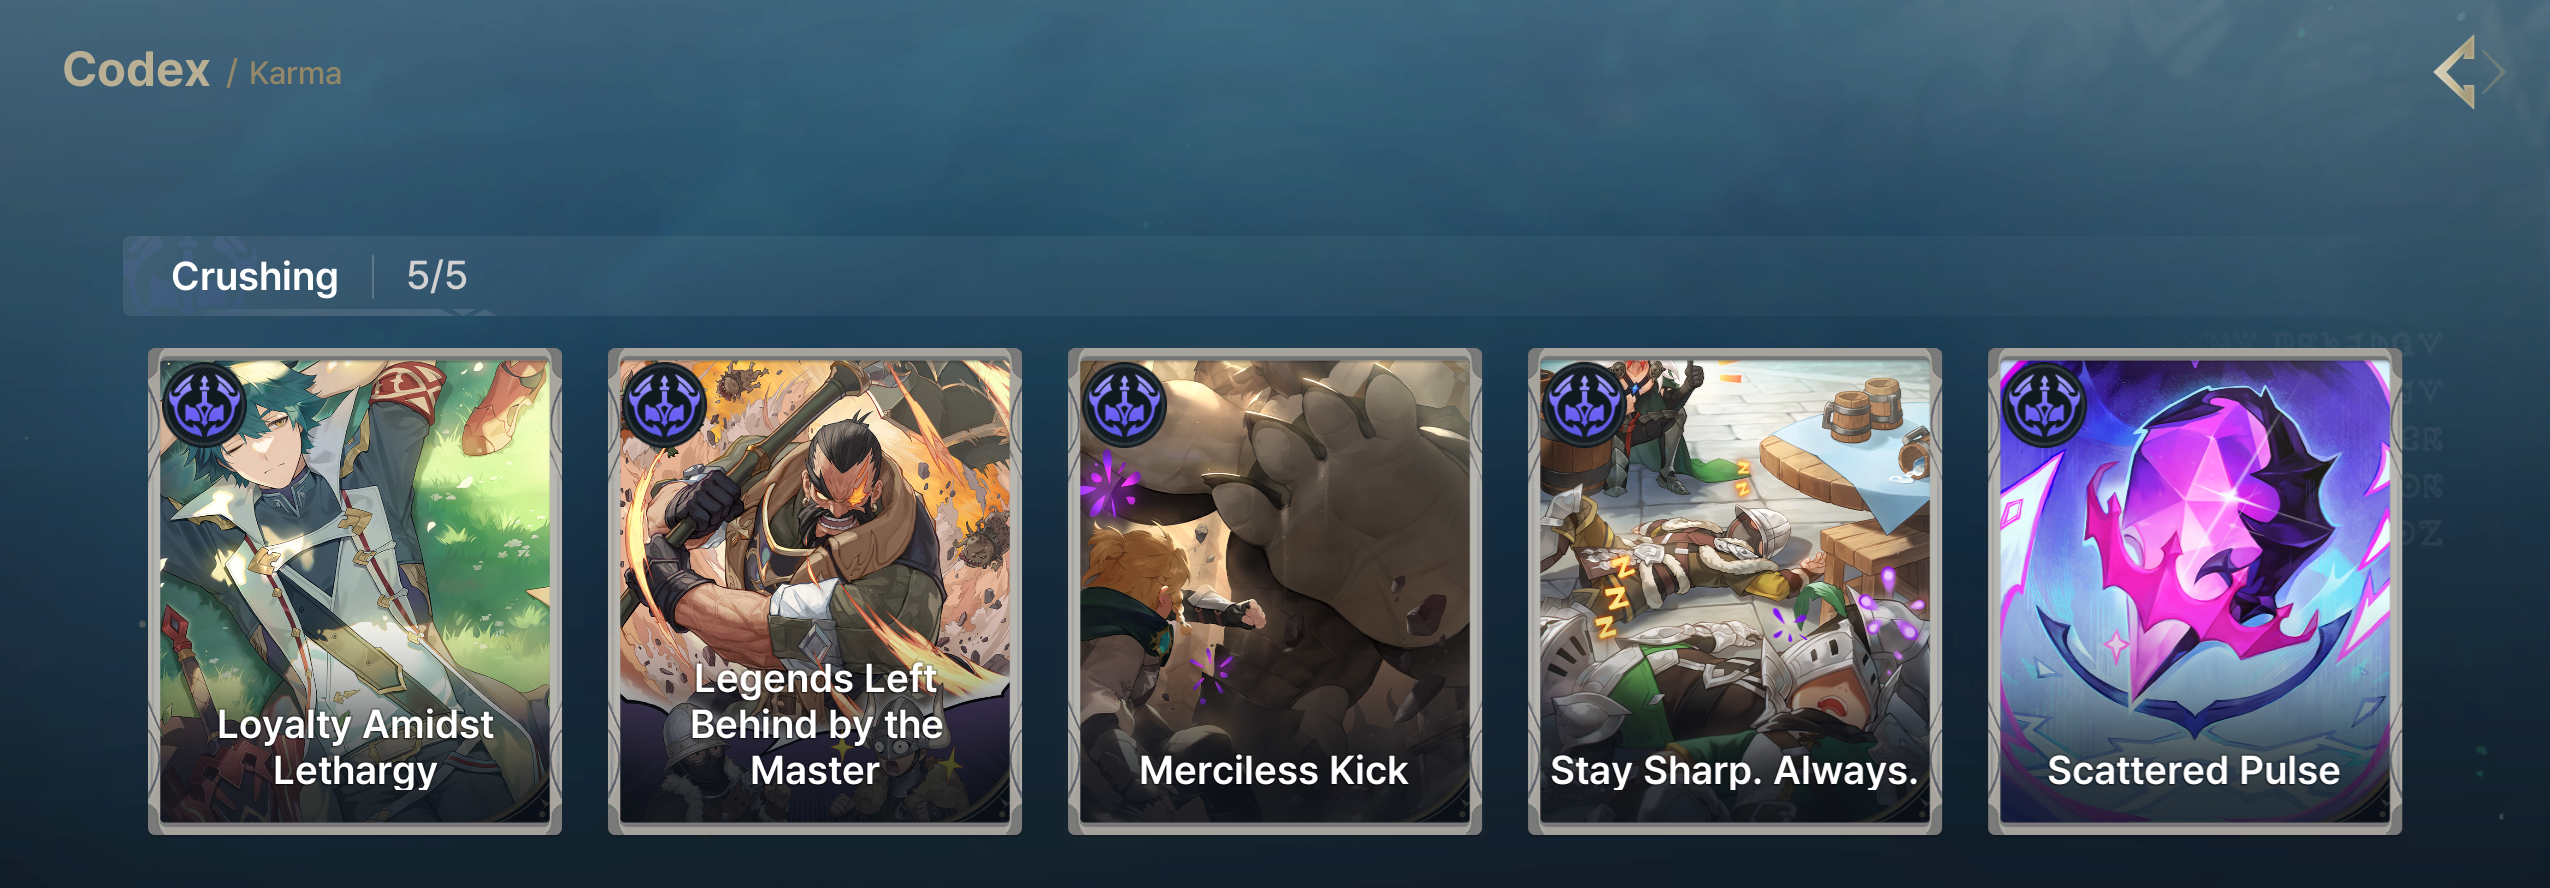 Codex / Karma
Crushing 5/5
Loyalty Amidst
Lethargy
Legends Left
Behind by the
Master
Merciless Kick
Z
Z
Z
Z
Z
Stay Sharp. Always.
Scattered Pulse